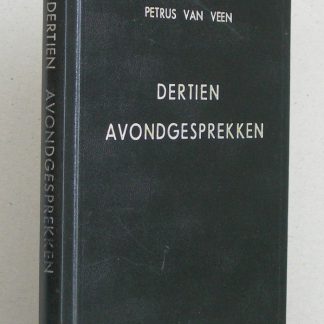 PETRUS VAN VEEN
DERTIEN
AVONDGESPREKKEN
DERTIEN AVONDGESPREKKEN